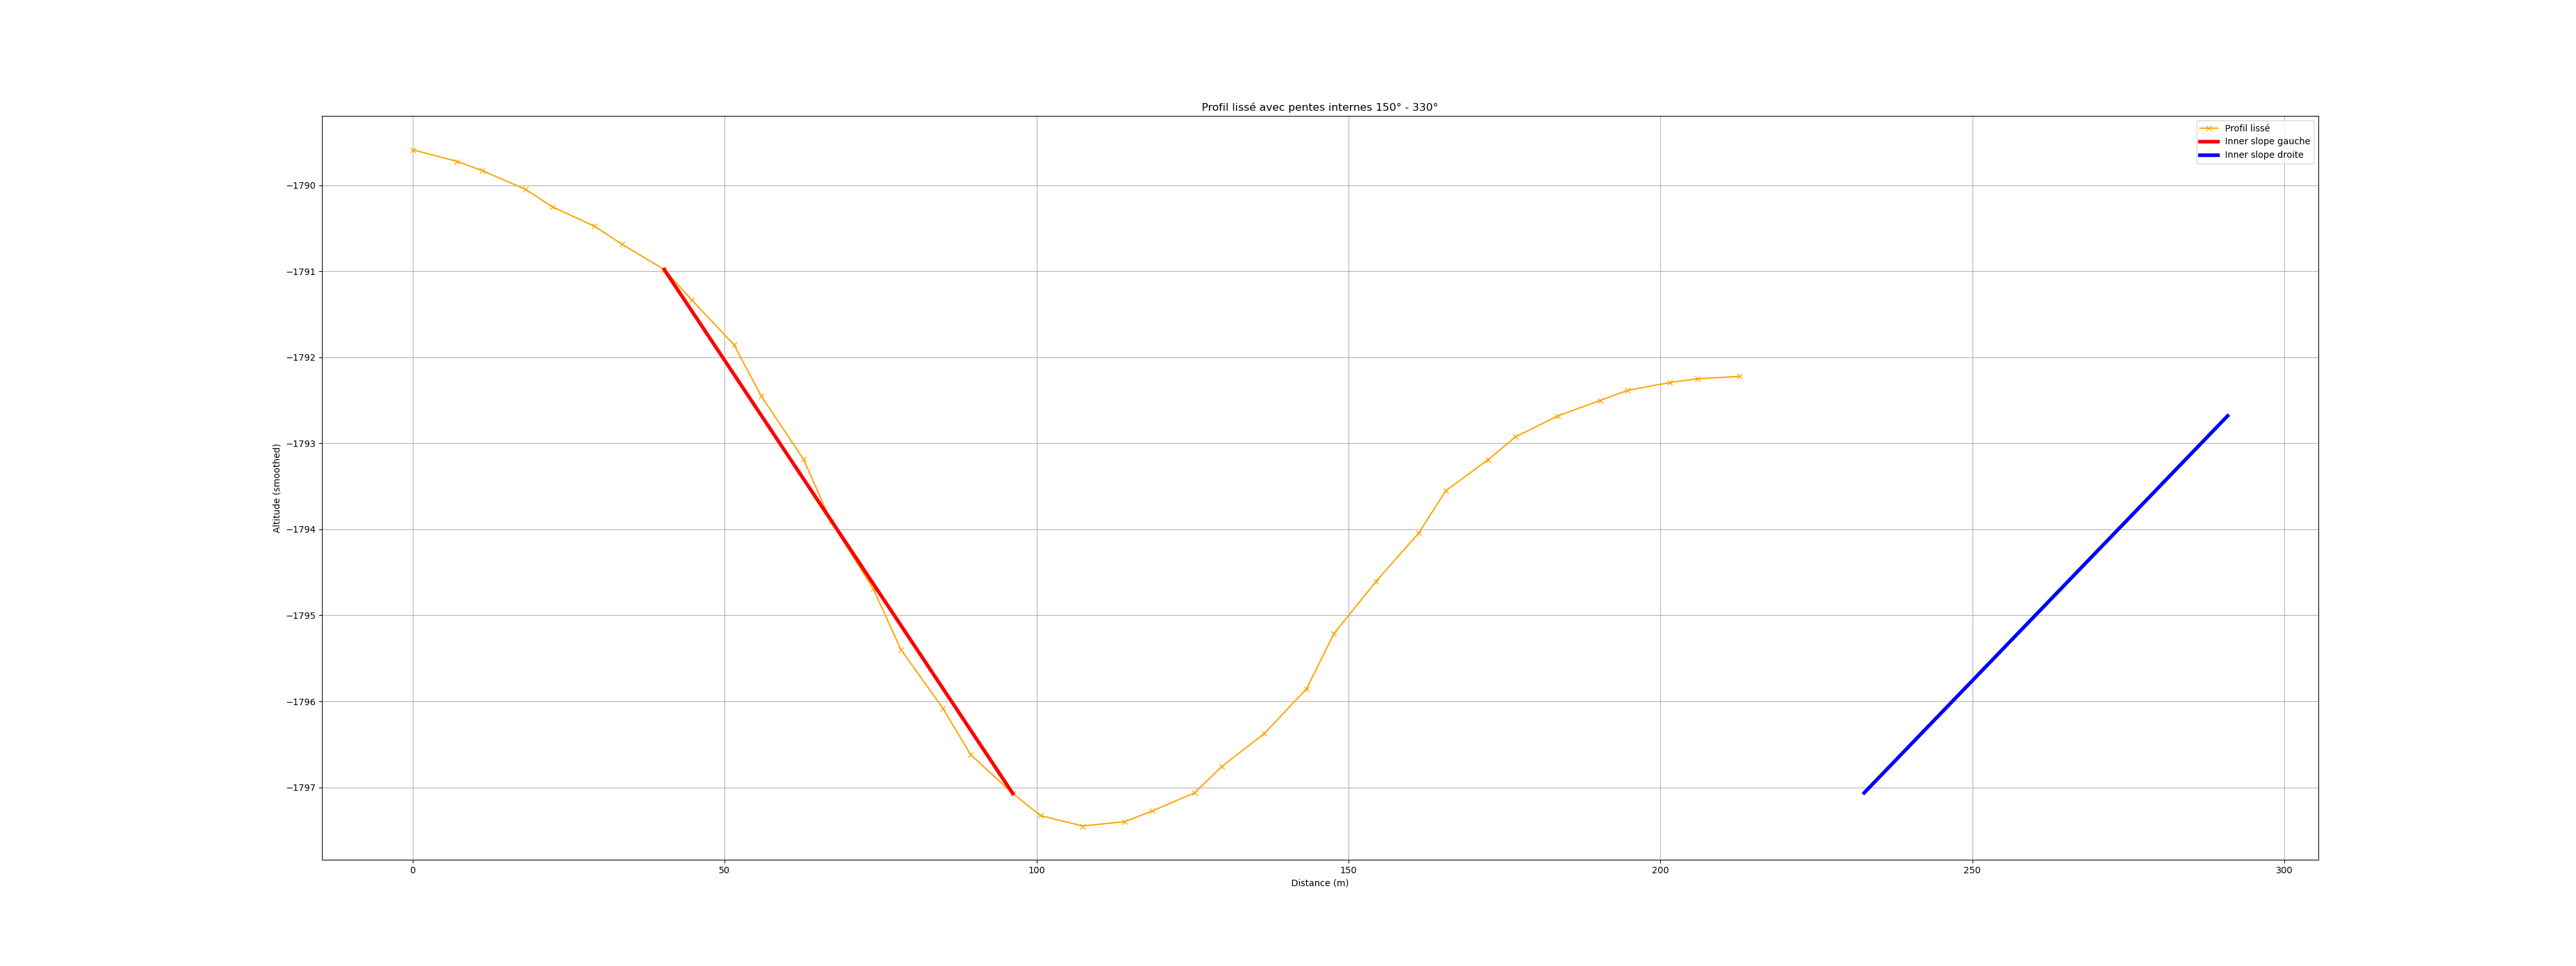 Profil lissé avec pentes internes 150° - 330°
Profil lissé
Inner slope gauche
Inner slope droite
−1790
−1791
−1792
−1793
−1794
−1795
−1796
−1797
Altitude (smoothed)
0 50 100 150 200 250 300
Distance (m)